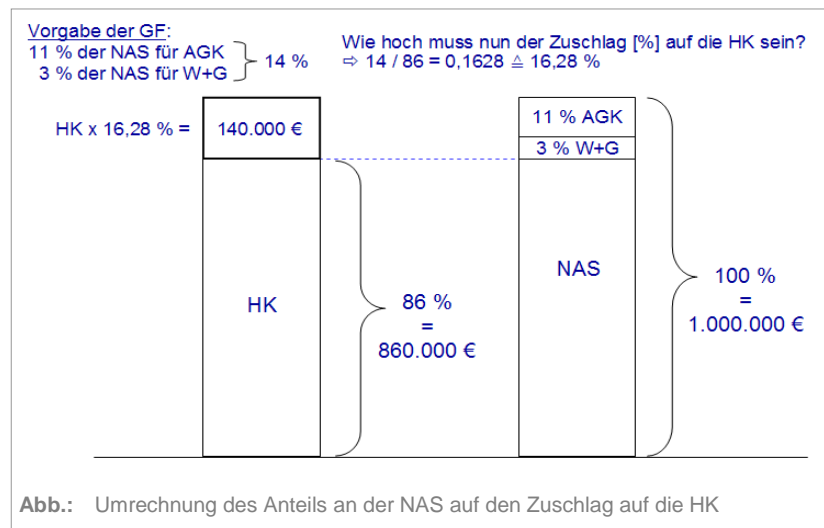 Vorgabe der GF:
11 % der NAS für AGK
3 % der NAS für W+G
14 %
Wie hoch muss nun der Zuschlag [%] auf die HK sein?
⇨ 14 / 86 = 0,1628 ≙ 16,28 %
HK x 16,28 % =
140.000 €
11 % AGK
3 % W+G
HK
86 %
=
860.000 €
NAS
100 %
=
1.000.000 €
Abb.: Umrechnung des Anteils an der NAS auf den Zuschlag auf die HK